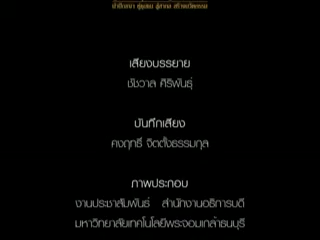 เสียงบรรยาย
ชัชวาล ศิริพันธุ์
บันทึกเสียง
คงฤทธิ์ จิตตั้งธรรมกุล
ภาพประกอบ
งานประชาสัมพันธ์ สำนักงานอธิการบดี
มหาวิทยาลัยเทคโนโลยีพระจอมเกล้าธนบุรี